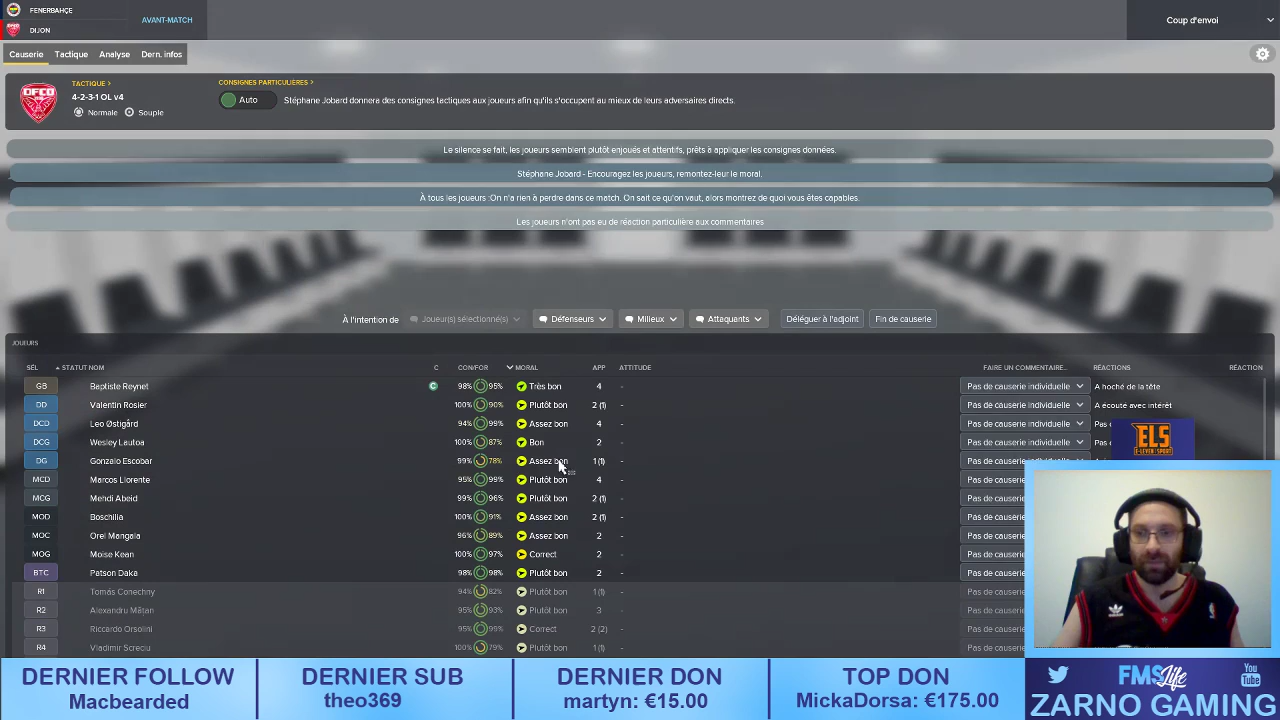 FENERBAHÇE
DIJON
AVANT-MATCH
Coup d'envoi
Causerie Tactique Analyse Dern. infos
DFCO
TACTIQUE >
4-2-3-1 OL v4
Normale Souple
CONSIGNES PARTICULIÈRES >
Auto Stéphane Jobard donnera des consignes tactiques aux joueurs afin qu'ils s'occupent au mieux de leurs adversaires directs.
Le silence se fait, les joueurs semblent plutôt enjoués et attentifs, prêts à appliquer les consignes données.
Stéphane Jobard - Encouragez les joueurs, remontez-leur le moral.
À tous les joueurs :On n'a rien à perdre dans ce match. On sait ce qu'on vaut, alors montrez de quoi vous êtes capables.
Les joueurs n'ont pas eu de réaction particulière aux commentaires
À l'intention de Joueur(s) sélectionné(s) Défenseurs Milieux Attaquants Déléguer à l'adjoint Fin de causerie
JOUEURS
SÉL STATUT NOM C CON/FOR MORAL APP ATTITUDE FAIRE UN COMMENTAIRE... RÉACTIONS RÉACTION
GB Baptiste Reynet C 98% 95% Très bon 4 - Pas de causerie individuelle A hoché de la tête
DD Valentin Rosier 100% 90% Plutôt bon 2 (1) - Pas de causerie individuelle A écouté avec intérêt
DCD Leo Østigård 94% 99% Assez bon 4 - Pas de causerie individuelle Pas
DCG Wesley Lautoa 100% 87% Bon 2 - Pas de causerie individuelle Pas
DG Gonzalo Escobar 99% 78% Assez bon 1 (1) - Pas de causerie individuelle
MCD Marcos Llorente 95% 99% Plutôt bon 4 - Pas de
MCG Mehdi Abeid 99% 96% Plutôt bon 2 (1) - Pas de
MOD Boschilia 100% 91% Assez bon 2 (1) - Pas de
MOC Orel Mangala 96% 89% Assez bon 2 - Pas de
MOG Moise Kean 100% 97% Correct 2 - Pas de
BTC Patson Daka 98% 98% Plutôt bon 2 - Pas de
R1 Tomás Conechny 94% 82% Plutôt bon 1 (1) -
R2 Alexandru Mățan 95% 93% Plutôt bon 3 -
R3 Riccardo Orsolini 95% 99% Correct 2 (2) -
R4 Vladimir Screciu 100% 79% Plutôt bon 1 (1) -
ELS
E-LEVEN ESPORT
DERNIER FOLLOW
Macbearded
DERNIER SUB
theo369
DERNIER DON
martyn: €15.00
TOP DON
MickaDorsa: €175.00
FMSLife
You Tube
ZARNO GAMING